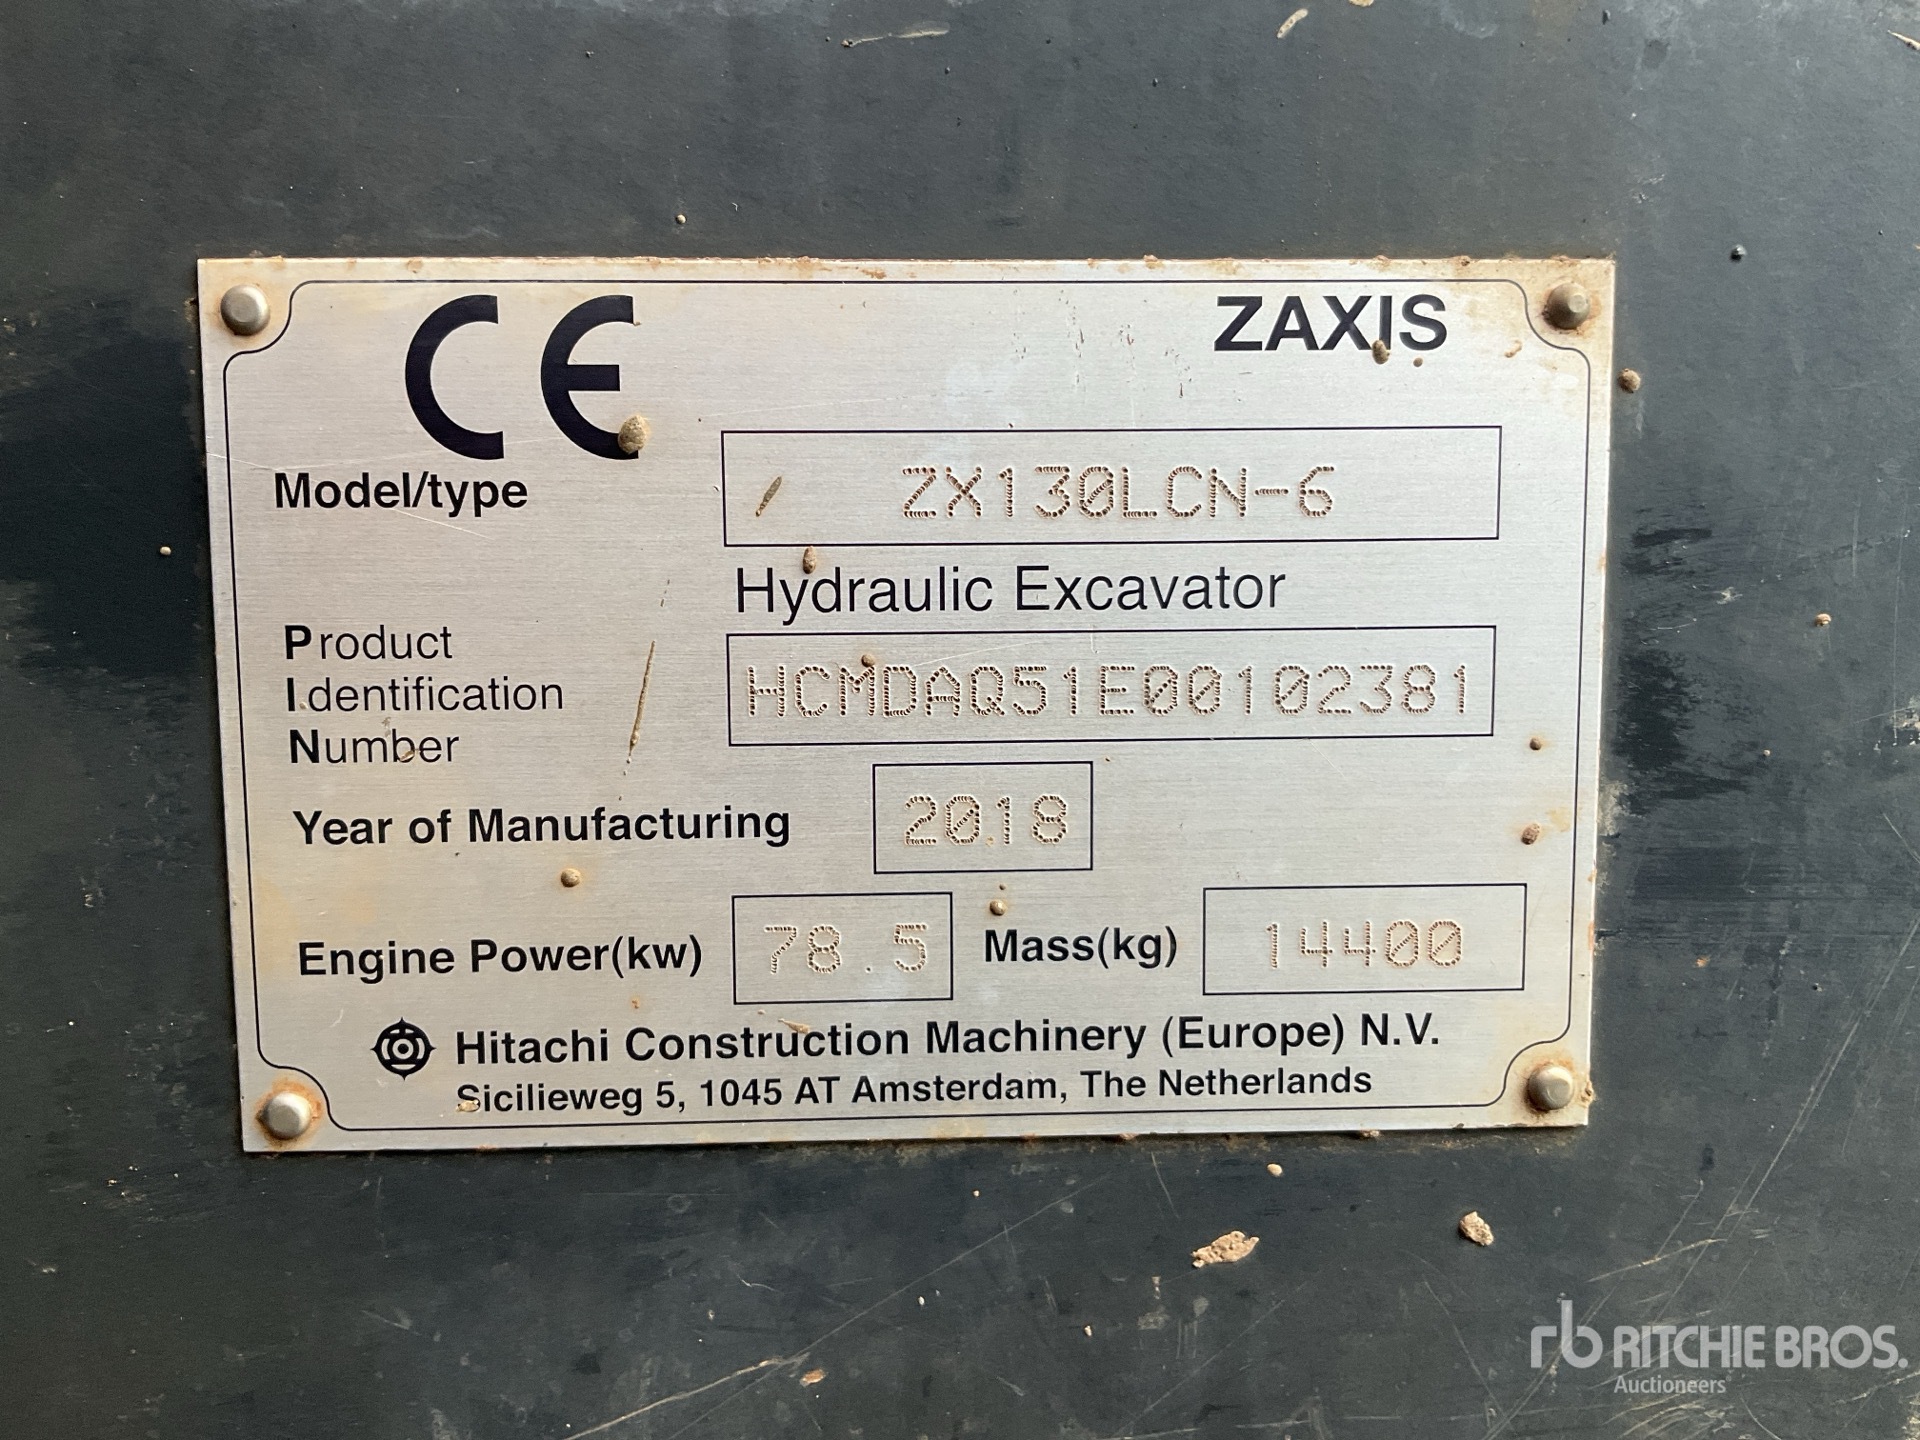 CE ZAXIS
Model/type ZX130LCN-6
Hydraulic Excavator
Product
Identification HCMDAQ51E00102381
Number
Year of Manufacturing 2018
Engine Power(kw) 78.5 Mass(kg) 14400
Hitachi Construction Machinery (Europe) N.V.
Sicilieweg 5, 1045 AT Amsterdam, The Netherlands
rb RITCHIE BROS.
Auctioneers